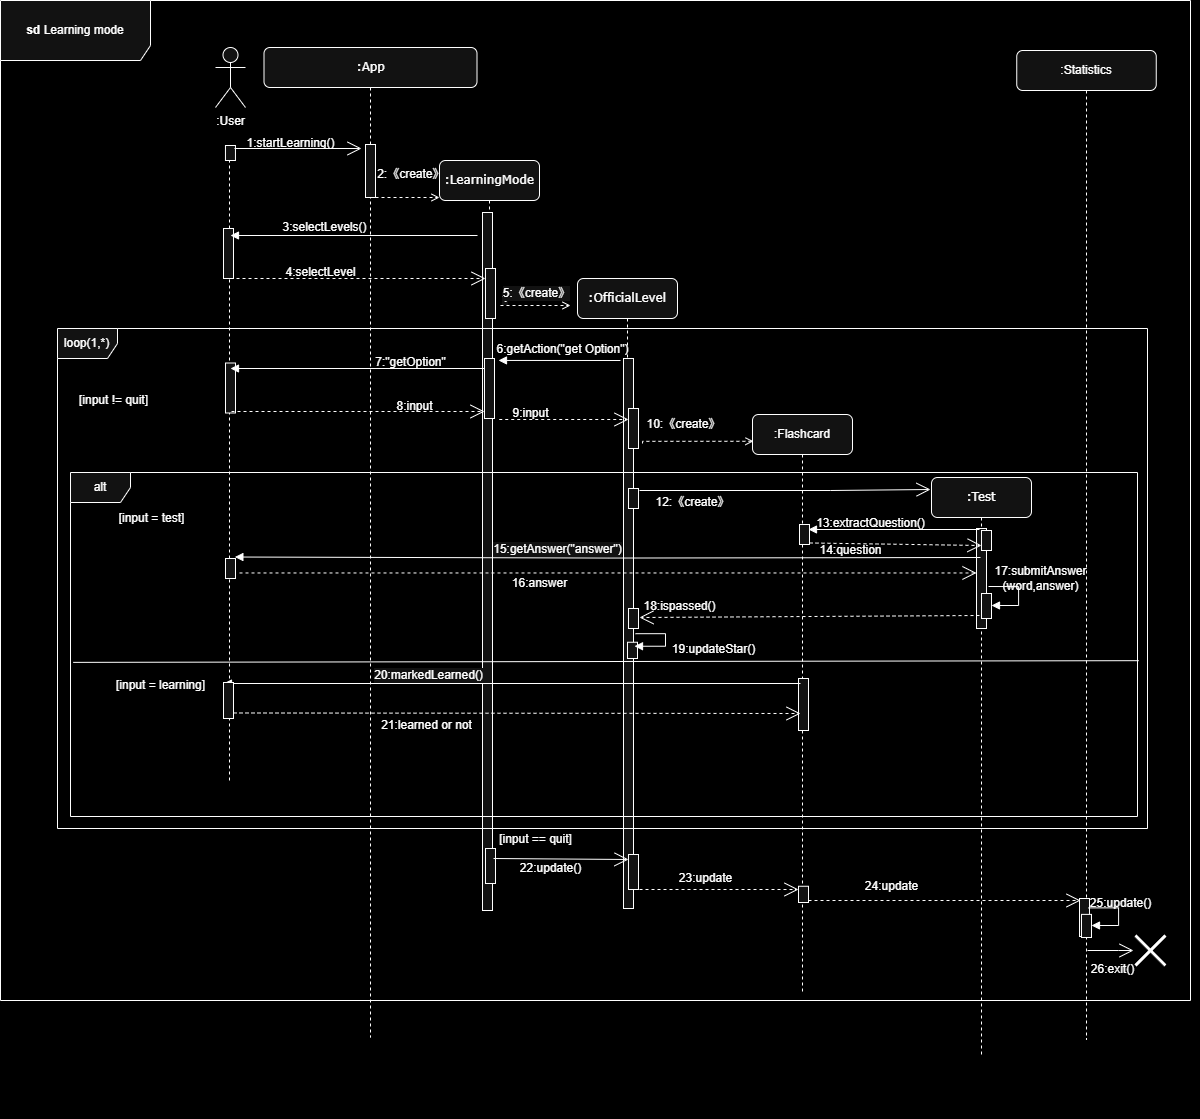 sd Learning mode
:User
:App
:Statistics
1:startLearning()
2:《create》
:LearningMode
3:selectLevels()
4:selectLevel
5:《create》
:OfficialLevel
loop(1,*)
6:getAction("get Option")
7:"getOption"
[input != quit]
8:input
9:input
10:《create》
:Flashcard
alt
[input = test]
12:《create》
:Test
13:extractQuestion()
14:question
15:getAnswer("answer")
16:answer
17:submitAnswer
(word,answer)
18:ispassed()
19:updateStar()
[input = learning]
20:markedLearned()
21:learned or not
[input == quit]
22:update()
23:update
24:update
25:update()
26:exit()